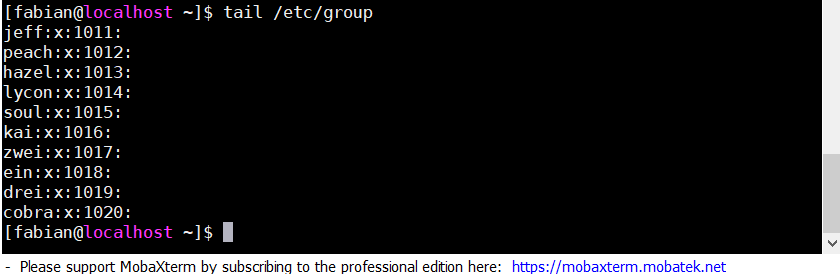 [fabian@localhost ~]$ tail /etc/group
jeff:x:1011:
peach:x:1012:
hazel:x:1013:
lycon:x:1014:
soul:x:1015:
kai:x:1016:
zwei:x:1017:
ein:x:1018:
drei:x:1019:
cobra:x:1020:
[fabian@localhost ~]$
- Please support MobaXterm by subscribing to the professional edition here: https://mobaxterm.mobatek.net